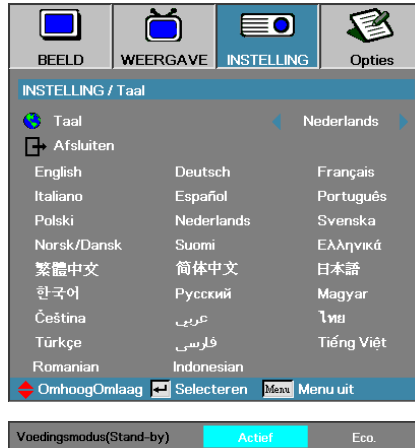 BEELD WEERGAVE INSTELLING Opties
INSTELLING / Taal
Taal Nederlands
Afsluiten
English Deutsch Français
Italiano Español Português
Polski Nederlands Svenska
Norsk/Dansk Suomi Ελληνικά
繁體中文 简体中文 日本語
한국어 Русский Magyar
Čeština عربي ไทย
Türkçe فارسی Tiếng Việt
Romanian Indonesian
OmhoogOmlaag Selecteren Menu Menu uit
Voedingsmodus(Stand-by) Actief Eco.